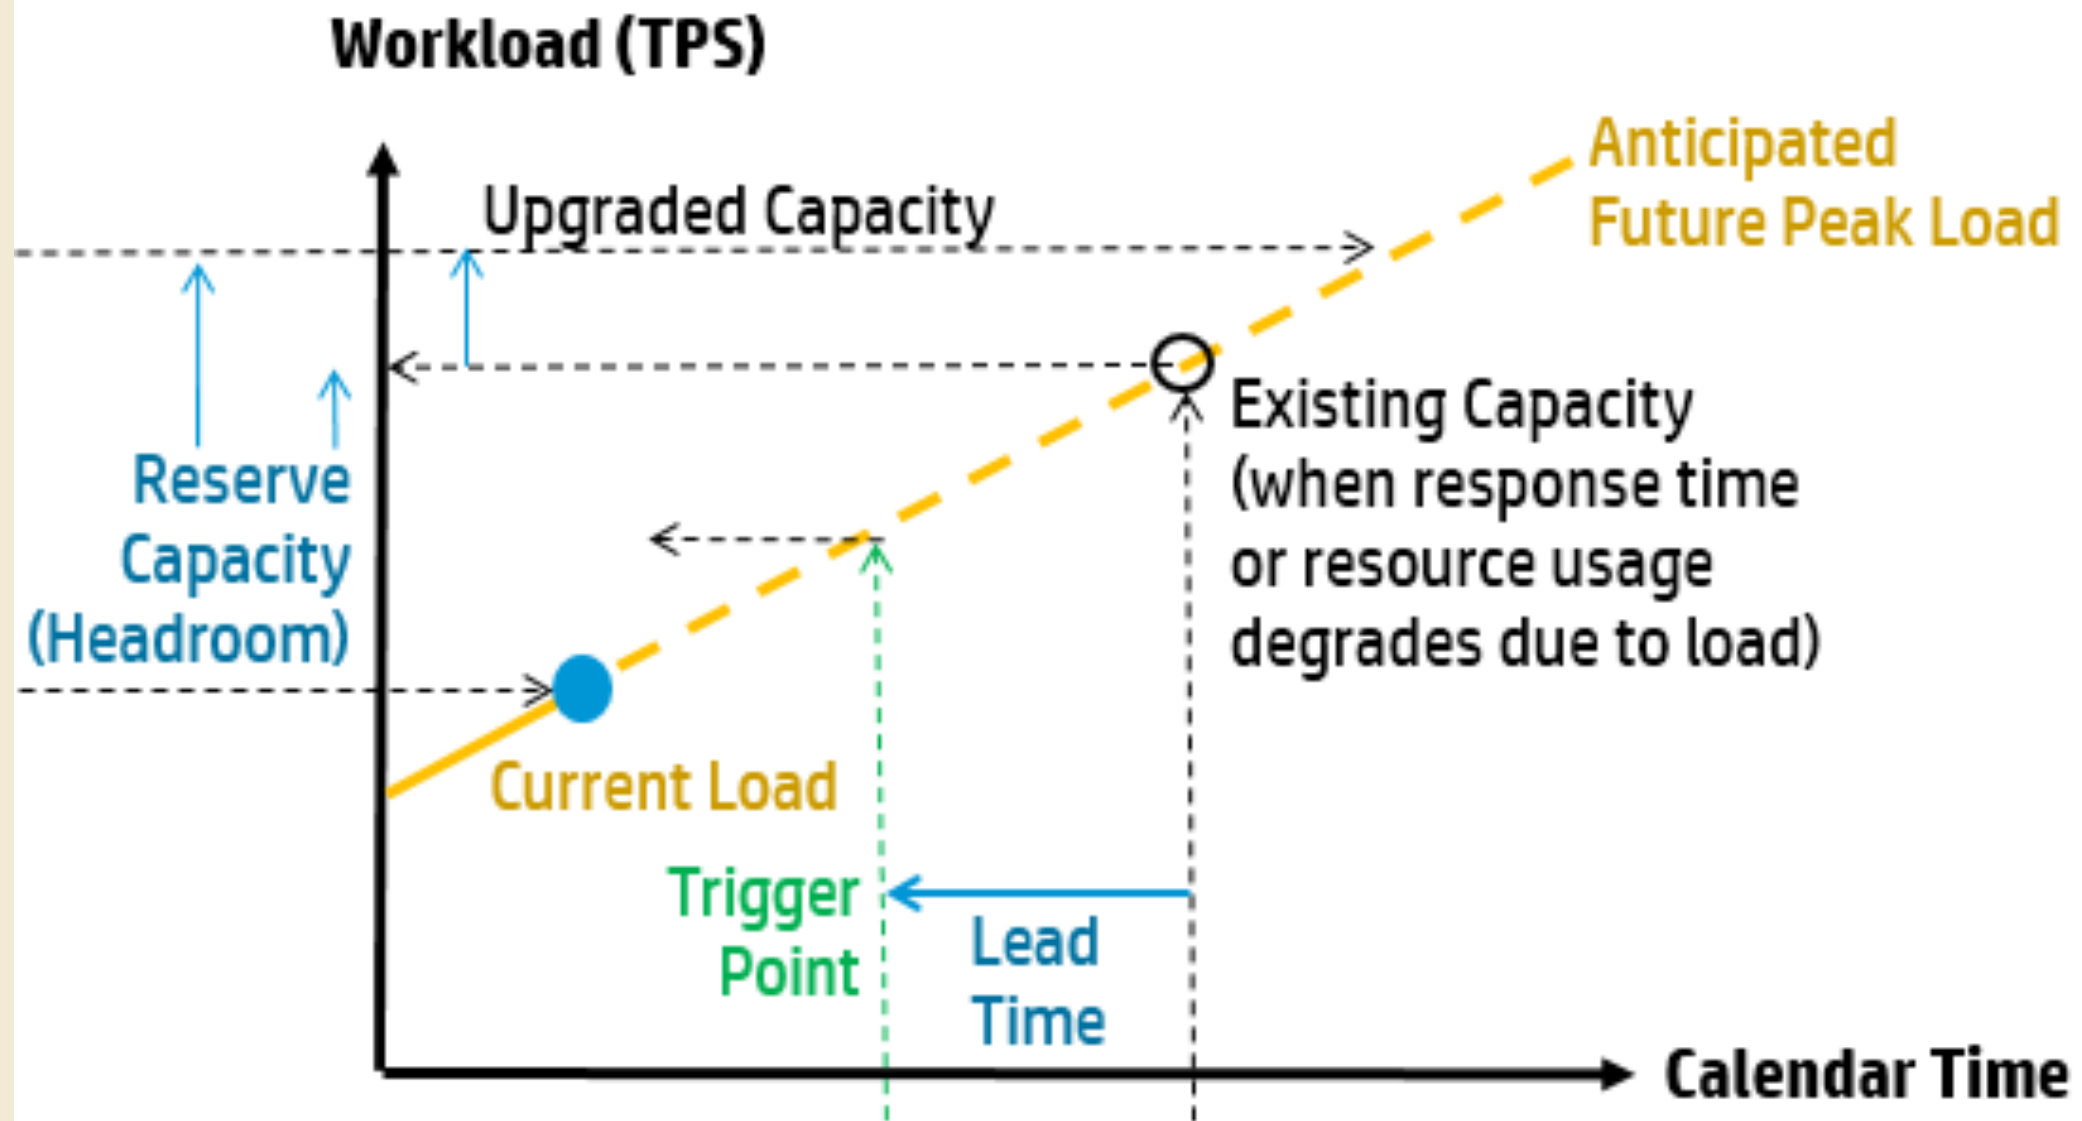 Workload (TPS)
Anticipated
Future Peak Load
Upgraded Capacity
Existing Capacity
(when response time
or resource usage
degrades due to load)
Reserve
Capacity
(Headroom)
Current Load
Trigger
Point
Lead
Time
Calendar Time